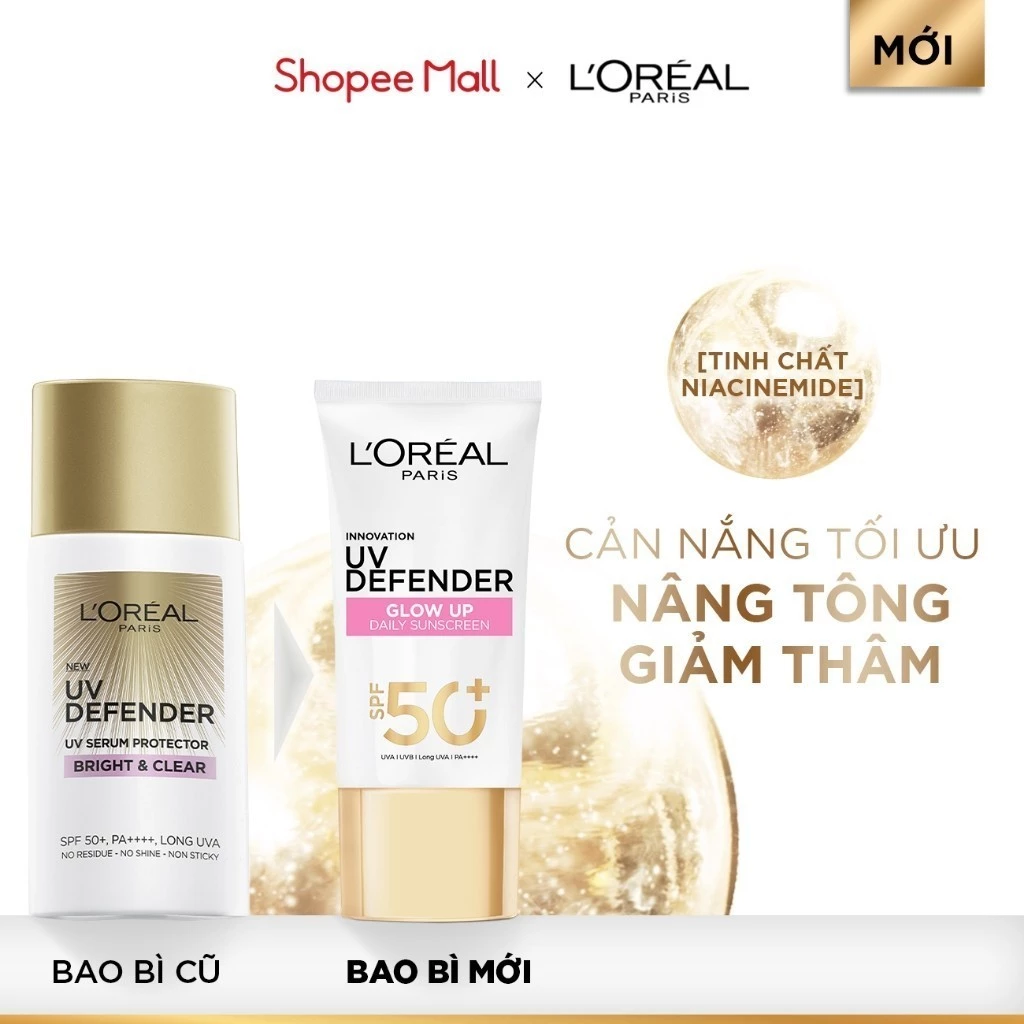 MỚI
Shopee Mall × L'ORÉAL
PARiS
[TINH CHẤT
NIACINEMIDE]
CẢN NẮNG TỐI ƯU
NÂNG TÔNG
GIẢM THÂM
L'ORÉAL
PARiS
NEW
UV
DEFENDER
UV SERUM PROTECTOR
BRIGHT & CLEAR
SPF 50+, PA++++, LONG UVA
NO RESIDUE - NO SHINE - NON STICKY
L'ORÉAL
PARiS
INNOVATION
UV
DEFENDER
GLOW UP
DAILY SUNSCREEN
SPF 50+
UVA I UVB I Long UVA I PA++++
BAO BÌ CŨ
BAO BÌ MỚI